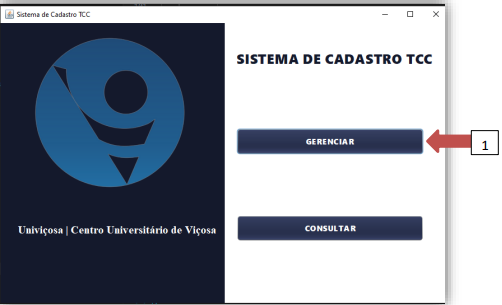 Sistema de Cadastro TCC
SISTEMA DE CADASTRO TCC
GERENCIAR
1
Univiçosa | Centro Universitário de Viçosa
CONSULTAR